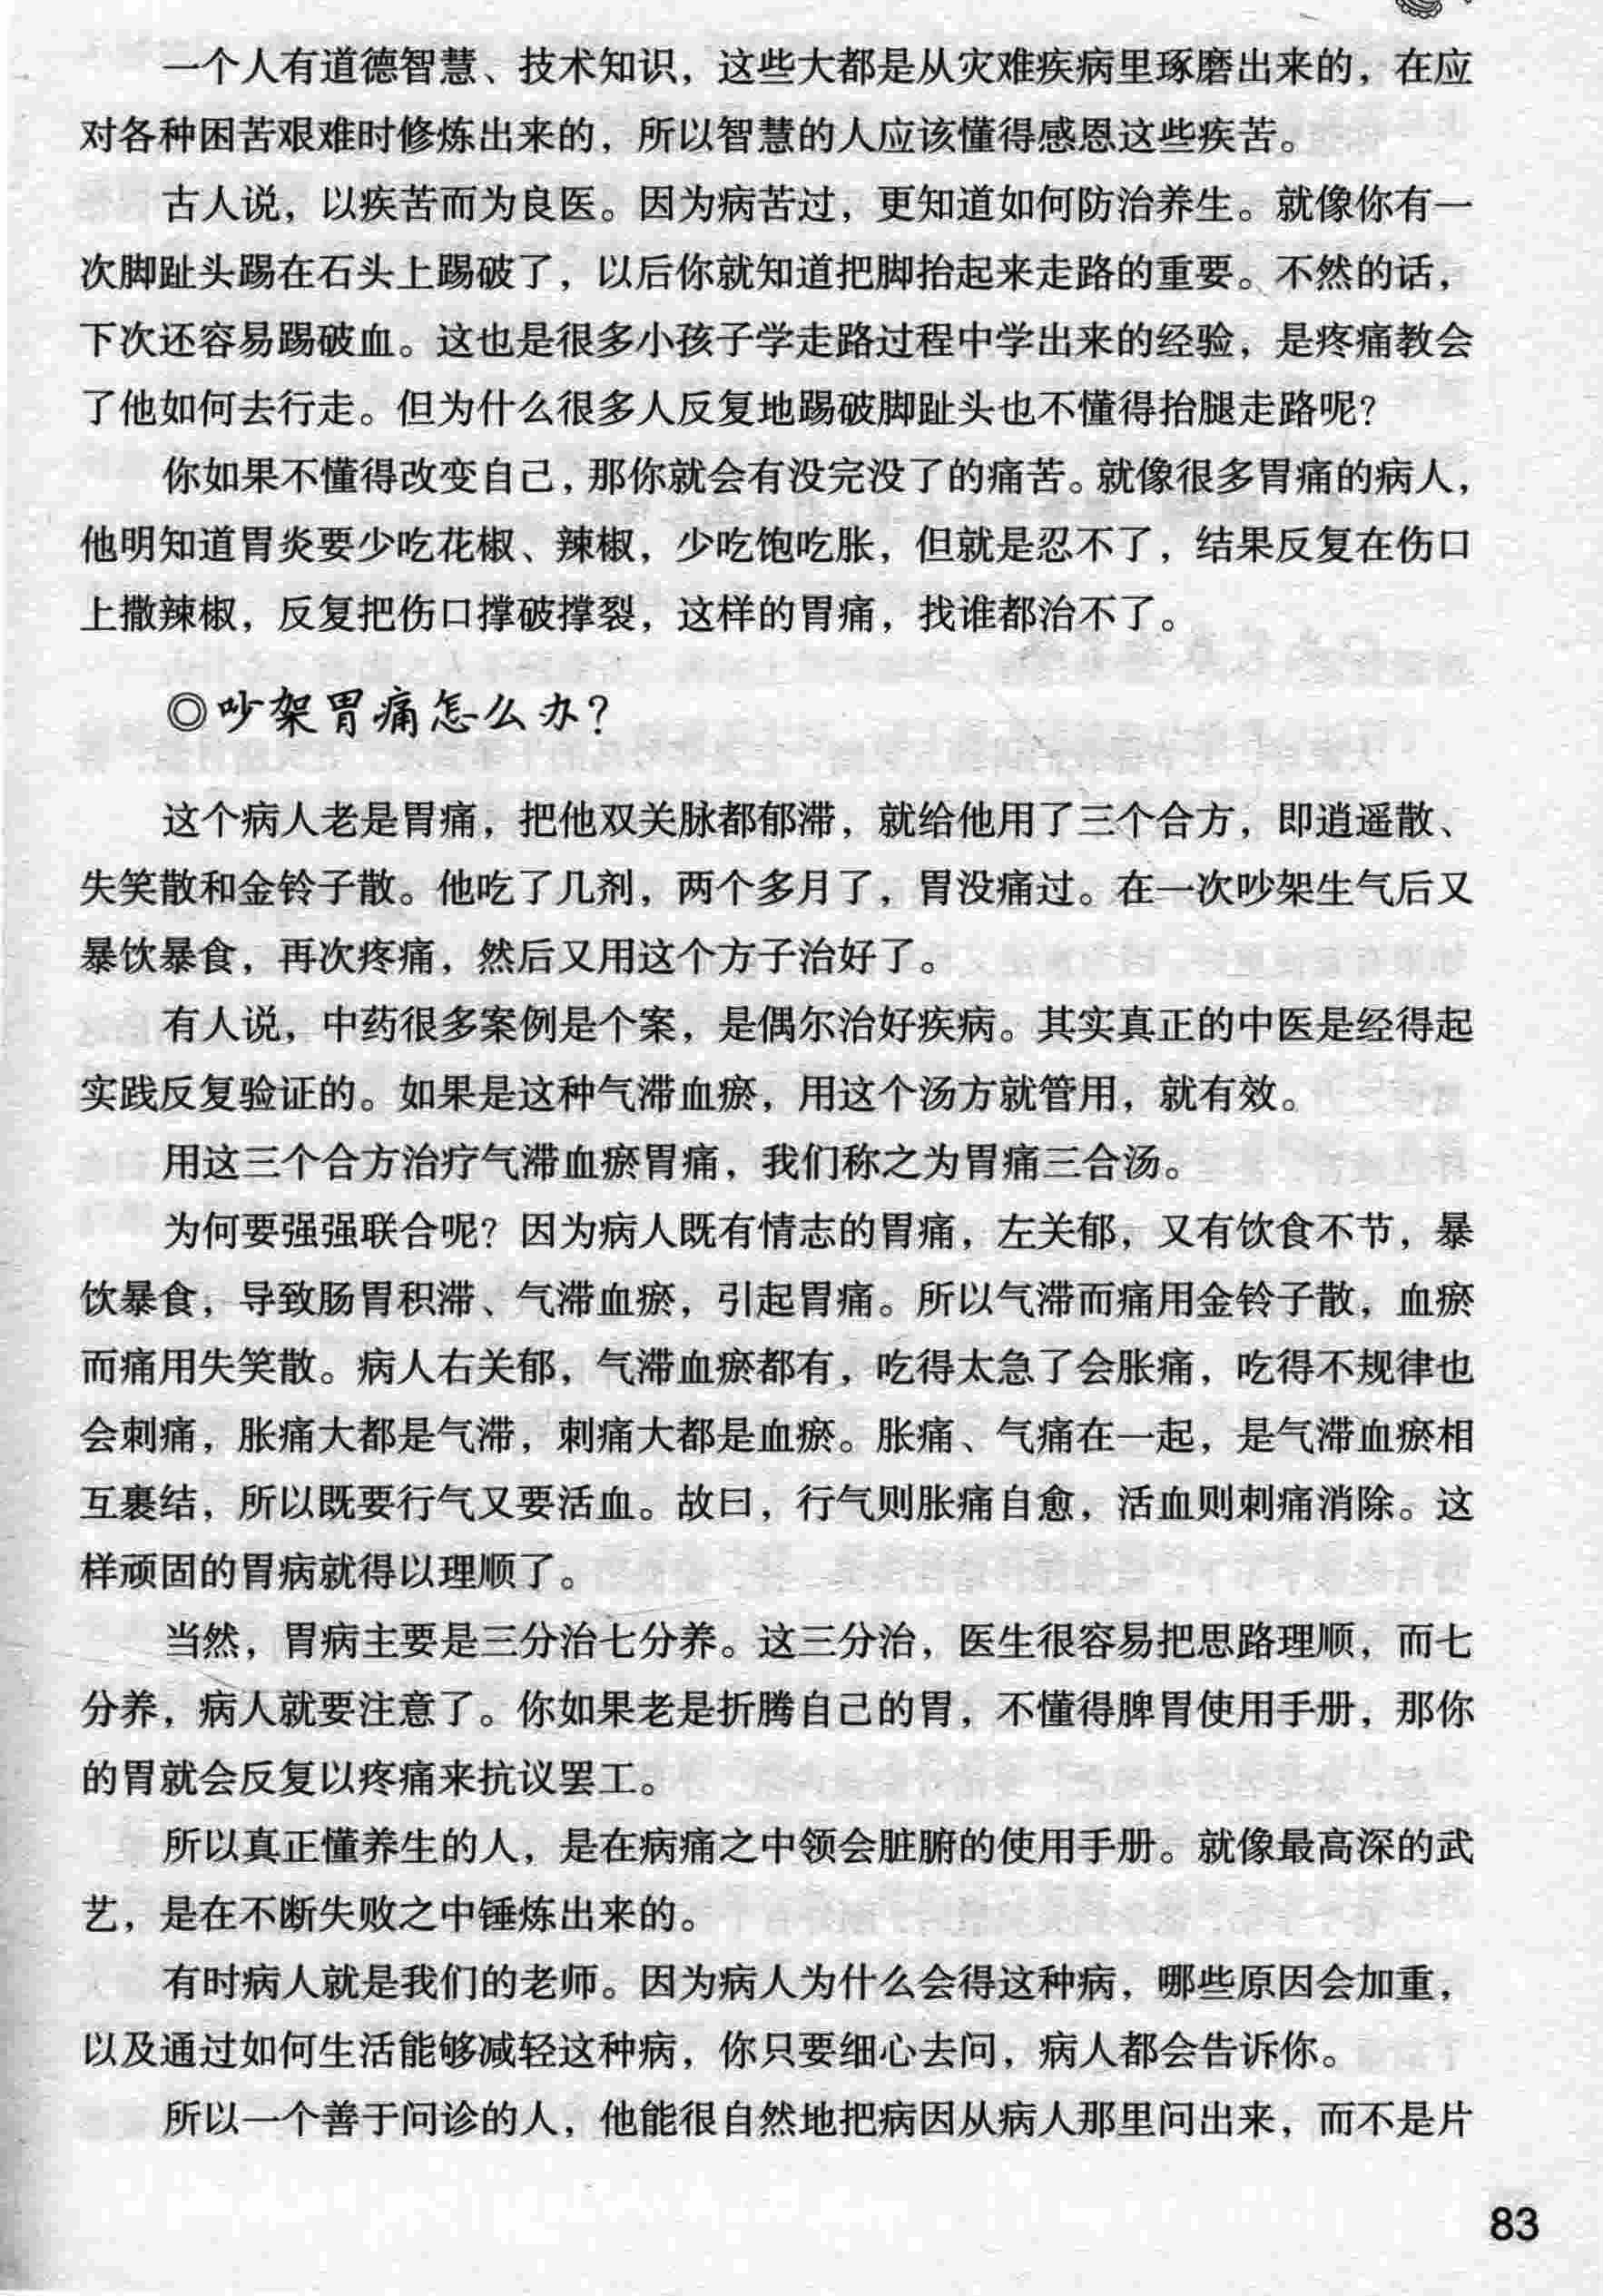 一个人有道德智慧、技术知识，这些大都是从灾难疾病里琢磨出来的，在应
对各种困苦艰难时修炼出来的，所以智慧的人应该懂得感恩这些疾苦。
古人说，以疾苦而为良医。因为病苦过，更知道如何防治养生。就像你有一
次脚趾头踢在石头上踢破了，以后你就知道把脚抬起来走路的重要。不然的话，
下次还容易踢破血。这也是很多小孩子学走路过程中学出来的经验，是疼痛教会
了他如何去行走。但为什么很多人反复地踢破脚趾头也不懂得抬腿走路呢？
你如果不懂得改变自己，那你就会有没完没了的痛苦。就像很多胃痛的病人，
他明知道胃炎要少吃花椒、辣椒，少吃饱吃胀，但就是忍不了，结果反复在伤口
上撒辣椒，反复把伤口撑破撑裂，这样的胃痛，找谁都治不了。
◎吵架胃痛怎么办？
这个病人老是胃痛，把他双关脉都郁滞，就给他用了三个合方，即逍遥散、
失笑散和金铃子散。他吃了几剂，两个多月了，胃没痛过。在一次吵架生气后又
暴饮暴食，再次疼痛，然后又用这个方子治好了。
有人说，中药很多案例是个案，是偶尔治好疾病。其实真正的中医是经得起
实践反复验证的。如果是这种气滞血瘀，用这个汤方就管用，就有效。
用这三个合方治疗气滞血瘀胃痛，我们称之为胃痛三合汤。
为何要强强联合呢？因为病人既有情志的胃痛，左关郁，又有饮食不节，暴
饮暴食，导致肠胃积滞、气滞血瘀，引起胃痛。所以气滞而痛用金铃子散，血瘀
而痛用失笑散。病人右关郁，气滞血瘀都有，吃得太急了会胀痛，吃得不规律也
会刺痛，胀痛大都是气滞，刺痛大都是血瘀。胀痛、气痛在一起，是气滞血瘀相
互裹结，所以既要行气又要活血。故曰，行气则胀痛自愈，活血则刺痛消除。这
样顽固的胃病就得以理顺了。
当然，胃病主要是三分治七分养。这三分治，医生很容易把思路理顺，而七
分养，病人就要注意了。你如果老是折腾自己的胃，不懂得脾胃使用手册，那你
的胃就会反复以疼痛来抗议罢工。
所以真正懂养生的人，是在病痛之中领会脏腑的使用手册。就像最高深的武
艺，是在不断失败之中锤炼出来的。
有时病人就是我们的老师。因为病人为什么会得这种病，哪些原因会加重，
以及通过如何生活能够减轻这种病，你只要细心去问，病人都会告诉你。
所以一个善于问诊的人，他能很自然地把病因从病人那里问出来，而不是片
83